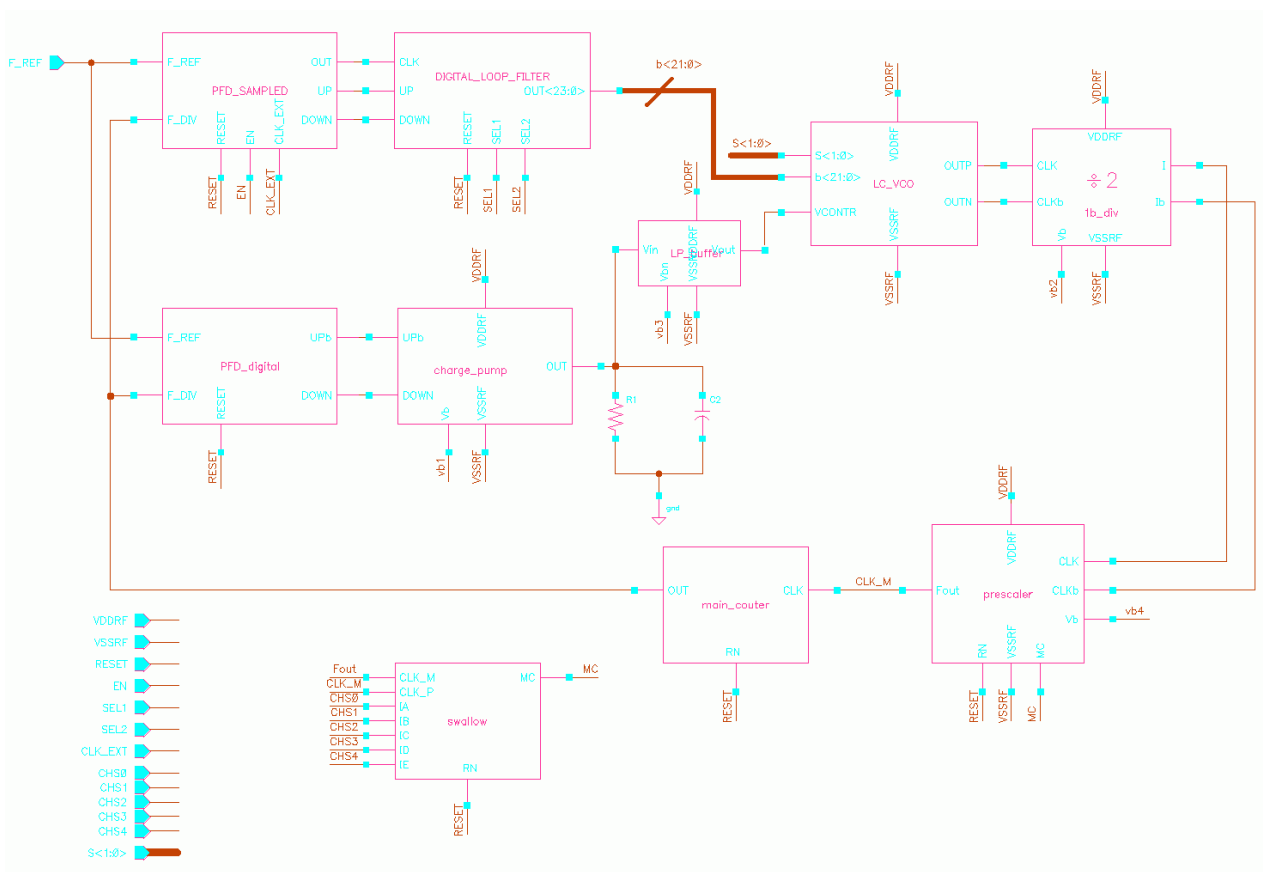 F_REF
F_REF
F_DIV
PFD_SAMPLED
OUT
UP
DOWN
RESET
EN
CLK_EXT
RESET
EN
CLK_EXT
CLK
UP
DOWN
DIGITAL_LOOP_FILTER
OUT<23:0>
RESET
SEL1
SEL2
RESET
SEL1
SEL2
b<21:0>
S<1:0>
VDDRF
VDDRF
S<1:0>
b<21:0>
VCONTR
LC_VCO
OUTP
OUTN
VSSRF
VSSRF
VDDRF
VDDRF
CLK
CLKb
÷ 2
1b_div
I
Ib
Vb
VSSRF
vb2
VSSRF
VDDRF
VDDRF
Vin
LP_buffer
Vout
Vbn
VSSRF
vb3
VSSRF
F_REF
F_DIV
PFD_digital
UPb
DOWN
RESET
RESET
VDDRF
VDDRF
UPb
DOWN
charge_pump
OUT
Vb
VSSRF
vb1
VSSRF
R1
C2
gnd
VDDRF
VDDRF
CLK
CLKb
Vb
vb4
prescaler
Fout
RN
VSSRF
MC
RESET
VSSRF
MC
CLK_M
OUT
CLK
main_couter
RN
RESET
VDDRF
VSSRF
RESET
EN
SEL1
SEL2
CLK_EXT
CHS0
CHS1
CHS2
CHS3
CHS4
S<1:0>
Fout
CLK_M
CHS0
CHS1
CHS2
CHS3
CHS4
CLK_M
CLK_P
IA
IB
IC
ID
IE
swallow
MC
MC
RN
RESET